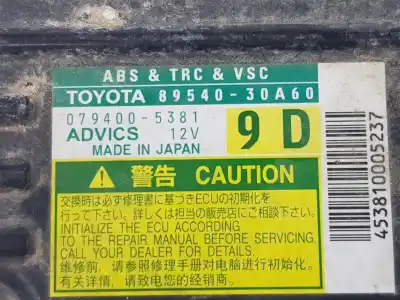 ABS & TRC & VSC
TOYOTA 89540-30A60
079400-5381
ADVICS 12V
MADE IN JAPAN
9 D
警告 CAUTION
交換時は必ず修理書に基づきECUの初期化を
行って下さい。詳しくは担当の販売店にご相談下さい。
INITIALIZE THE ECU ACCORDING
TO THE REPAIR MANUAL BEFORE SERVICING.
CALL YOUR DEALER FOR DETAILS.
维修前，请参照修理手册对电脑进行初始化。
有关详情，请与您的经销商联系。
4538100005237